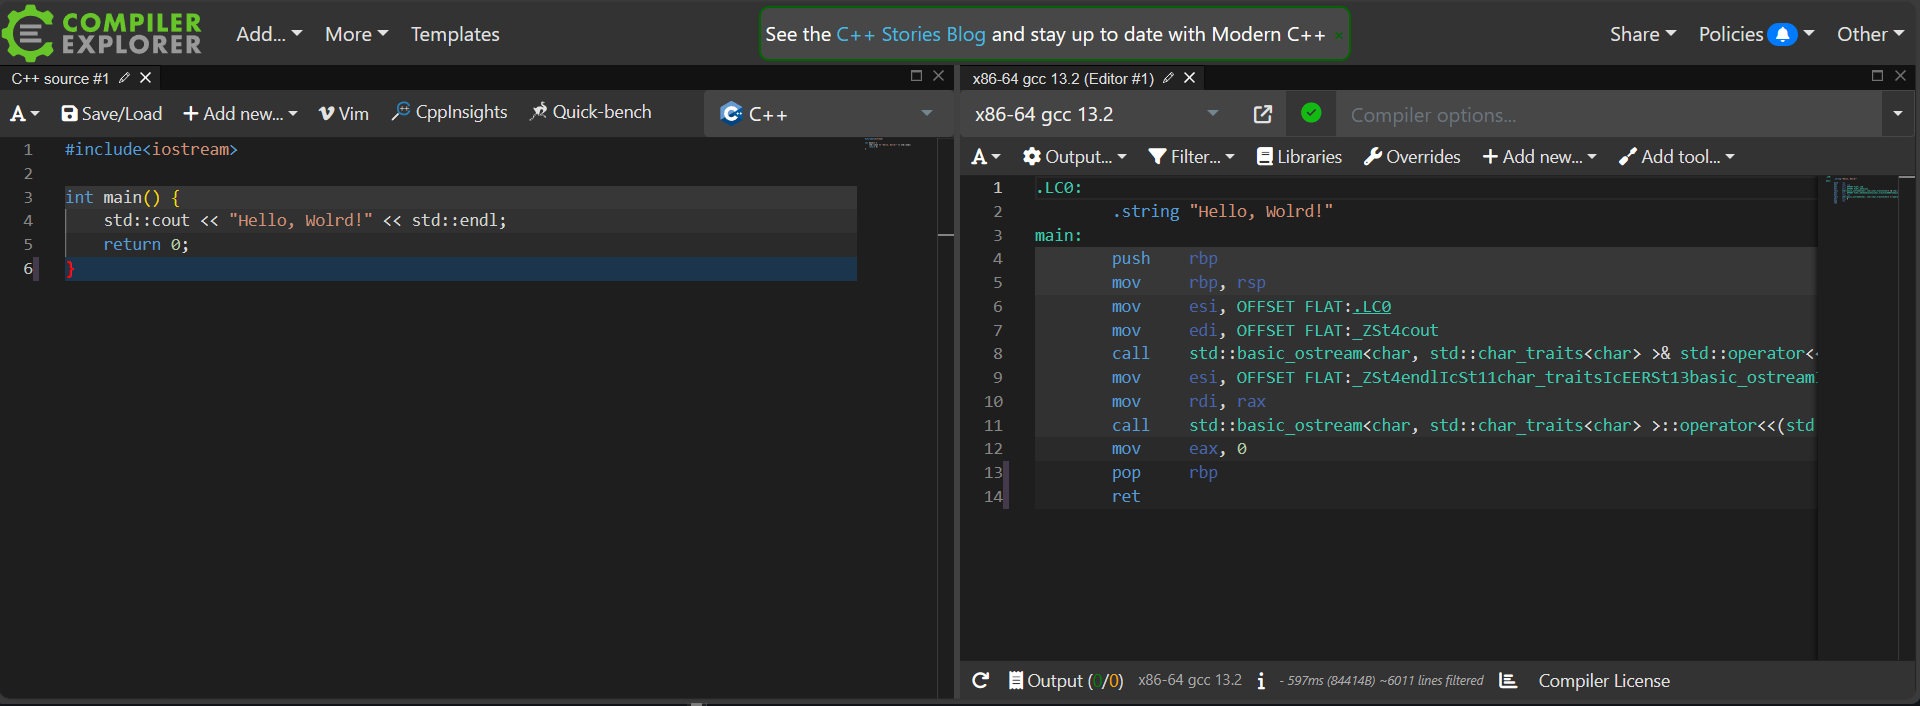 COMPILER
EXPLORER
Add...
More
Templates
See the C++ Stories Blog and stay up to date with Modern C++ ×
Share
Policies
Other
C++ source #1
A
Save/Load
+ Add new...
Vim
CppInsights
Quick-bench
C++
1 #include<iostream>
2
3 int main() {
4 std::cout << "Hello, Wolrd!" << std::endl;
5 return 0;
6 }
x86-64 gcc 13.2 (Editor #1)
x86-64 gcc 13.2
Compiler options...
A
Output...
Filter...
Libraries
Overrides
+ Add new...
Add tool...
1 .LC0:
2 .string "Hello, Wolrd!"
3 main:
4 push rbp
5 mov rbp, rsp
6 mov esi, OFFSET FLAT:.LC0
7 mov edi, OFFSET FLAT:_ZSt4cout
8 call std::basic_ostream<char, std::char_traits<char> >& std::operator<<
9 mov esi, OFFSET FLAT:_ZSt4endlIcSt11char_traitsIcEERSt13basic_ostreamI
10 mov rdi, rax
11 call std::basic_ostream<char, std::char_traits<char> >::operator<<(std
12 mov eax, 0
13 pop rbp
14 ret
Output (0/0) x86-64 gcc 13.2 i - 597ms (84414B) ~6011 lines filtered Compiler License